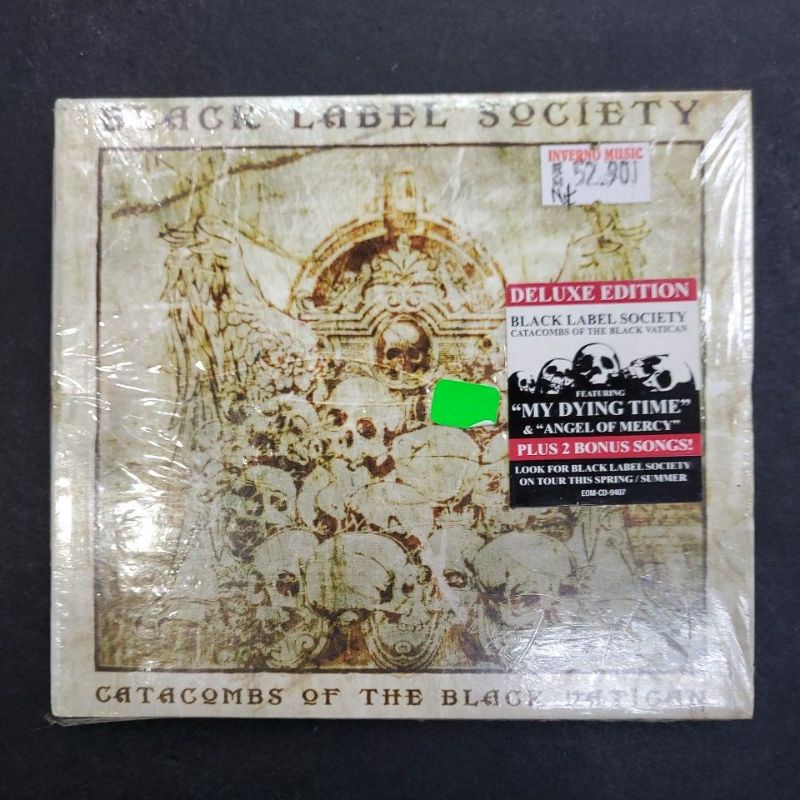 BLACK LABEL SOCIETY
INVERNO MUSIC
52.90
DELUXE EDITION
BLACK LABEL SOCIETY
CATACOMBS OF THE BLACK VATICAN
FEATURING
"MY DYING TIME"
& "ANGEL OF MERCY"
PLUS 2 BONUS SONGS!
LOOK FOR BLACK LABEL SOCIETY
ON TOUR THIS SPRING / SUMMER
EOM-CD-9407
CATACOMBS OF THE BLACK VATICAN